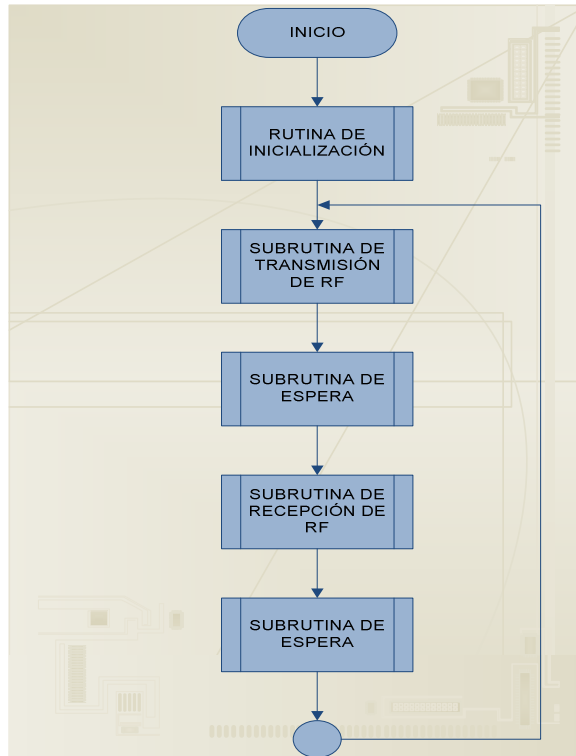 INICIO
RUTINA DE
INICIALIZACIÓN
SUBRUTINA DE
TRANSMISIÓN
DE RF
SUBRUTINA DE
ESPERA
SUBRUTINA DE
RECEPCIÓN DE
RF
SUBRUTINA DE
ESPERA